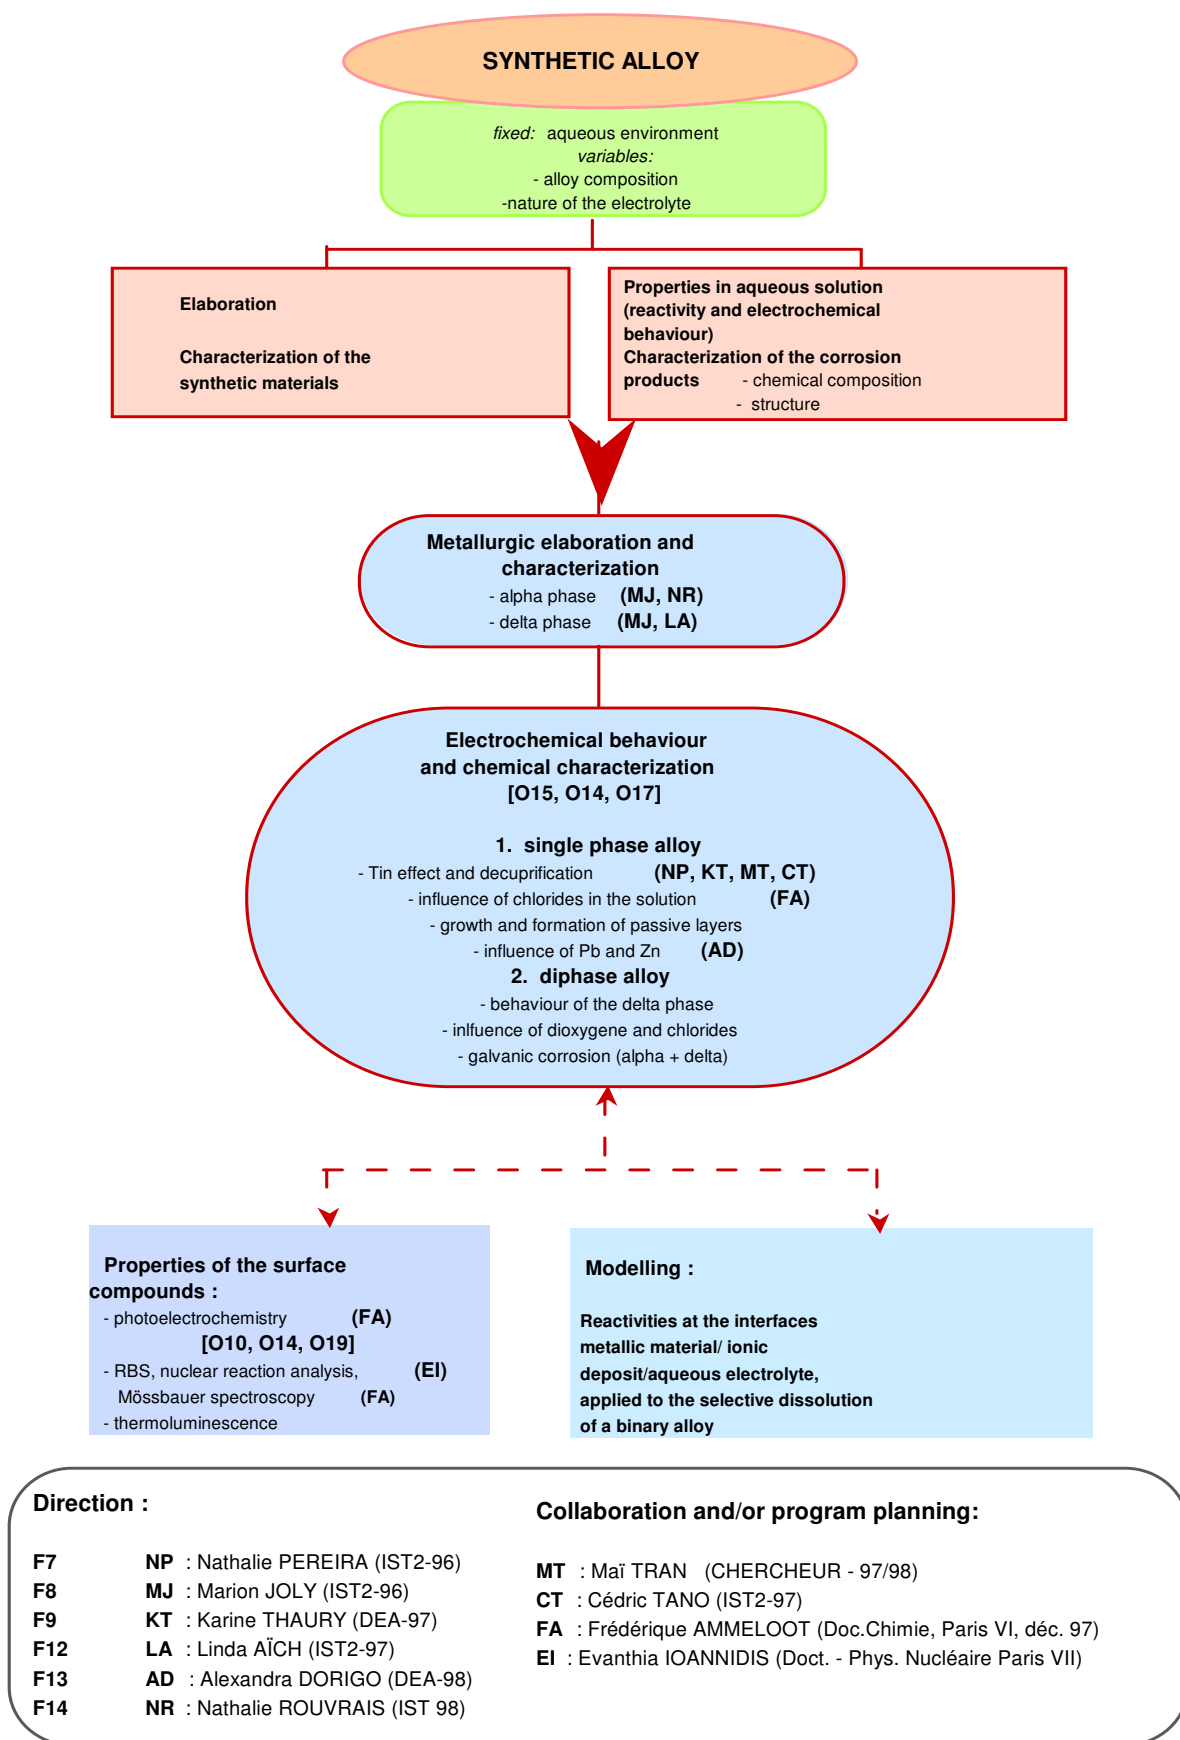 SYNTHETIC ALLOY
fixed: aqueous environment
variables:
- alloy composition
-nature of the electrolyte
Elaboration
Characterization of the
synthetic materials
Properties in aqueous solution
(reactivity and electrochemical
behaviour)
Characterization of the corrosion
products - chemical composition
- structure
Metallurgic elaboration and
characterization
- alpha phase (MJ, NR)
- delta phase (MJ, LA)
Electrochemical behaviour
and chemical characterization
[O15, O14, O17]
1. single phase alloy
- Tin effect and decuprification (NP, KT, MT, CT)
- influence of chlorides in the solution (FA)
- growth and formation of passive layers
- influence of Pb and Zn (AD)
2. diphase alloy
- behaviour of the delta phase
- inlfuence of dioxygene and chlorides
- galvanic corrosion (alpha + delta)
Properties of the surface
compounds :
- photoelectrochemistry (FA)
[O10, O14, O19]
- RBS, nuclear reaction analysis, (EI)
Mössbauer spectroscopy (FA)
- thermoluminescence
Modelling :
Reactivities at the interfaces
metallic material/ ionic
deposit/aqueous electrolyte,
applied to the selective dissolution
of a binary alloy
Direction :
F7 NP : Nathalie PEREIRA (IST2-96)
F8 MJ : Marion JOLY (IST2-96)
F9 KT : Karine THAURY (DEA-97)
F12 LA : Linda AÏCH (IST2-97)
F13 AD : Alexandra DORIGO (DEA-98)
F14 NR : Nathalie ROUVRAIS (IST 98)
Collaboration and/or program planning:
MT : Maï TRAN (CHERCHEUR - 97/98)
CT : Cédric TANO (IST2-97)
FA : Frédérique AMMELOOT (Doc.Chimie, Paris VI, déc. 97)
EI : Evanthia IOANNIDIS (Doct. - Phys. Nucléaire Paris VII)